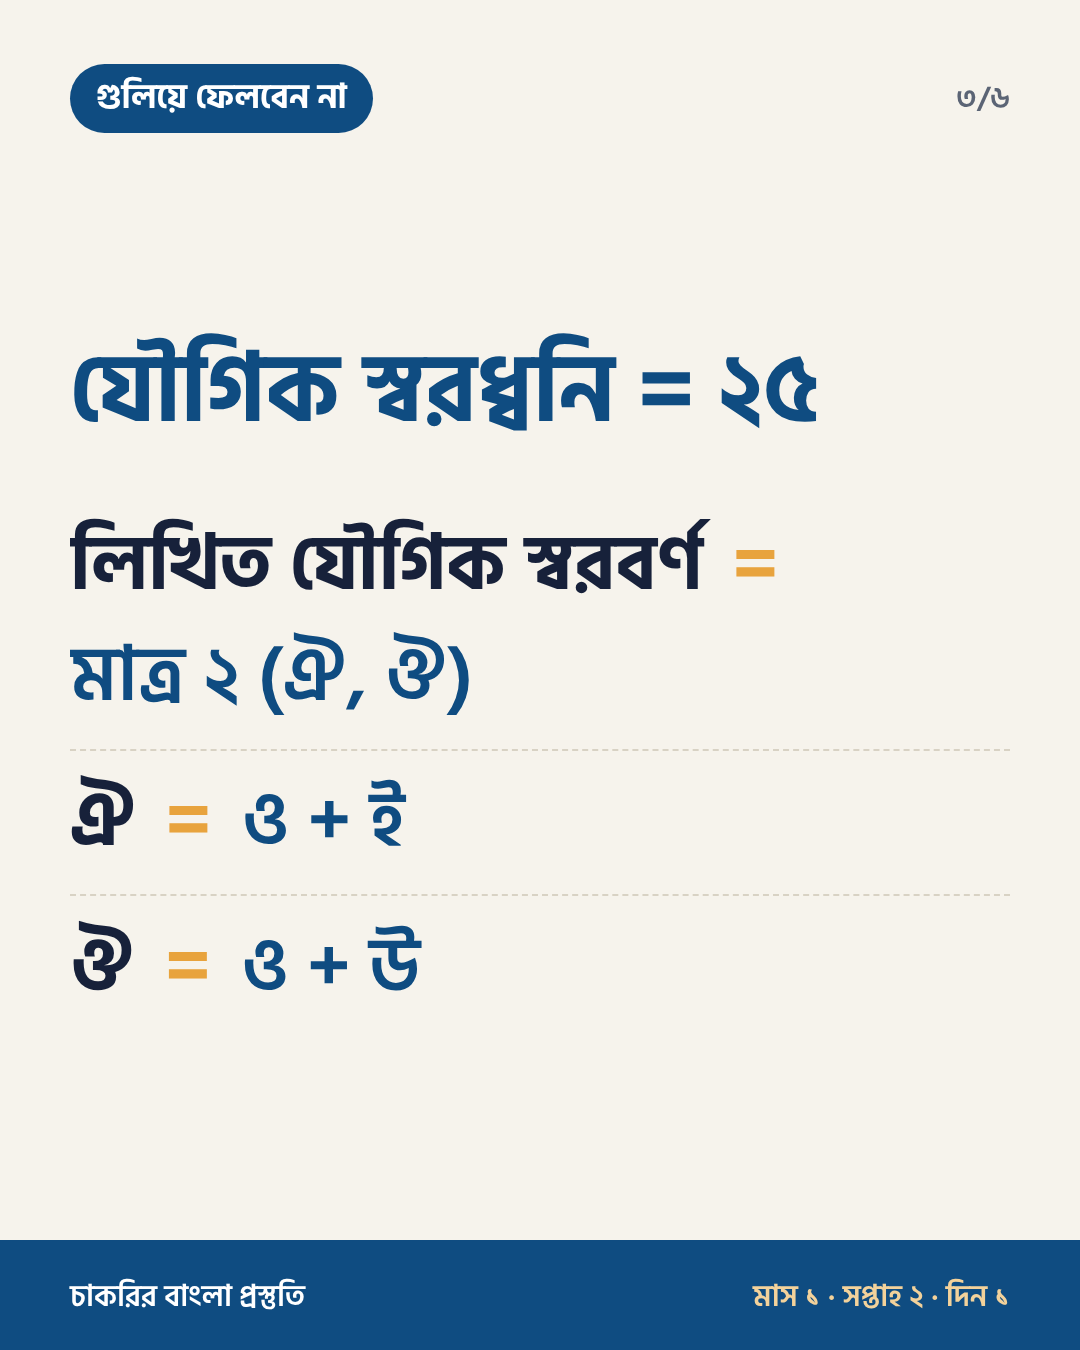 গুলিয়ে ফেলবেন না
৩/৬
যৌগিক স্বরধ্বনি = ২৫
লিখিত যৌগিক স্বরবর্ণ =
মাত্র ২ (ঐ, ঔ)
ঐ = ও + ই
ঔ = ও + উ
চাকরির বাংলা প্রস্তুতি
মাস ১ · সপ্তাহ ২ · দিন ১